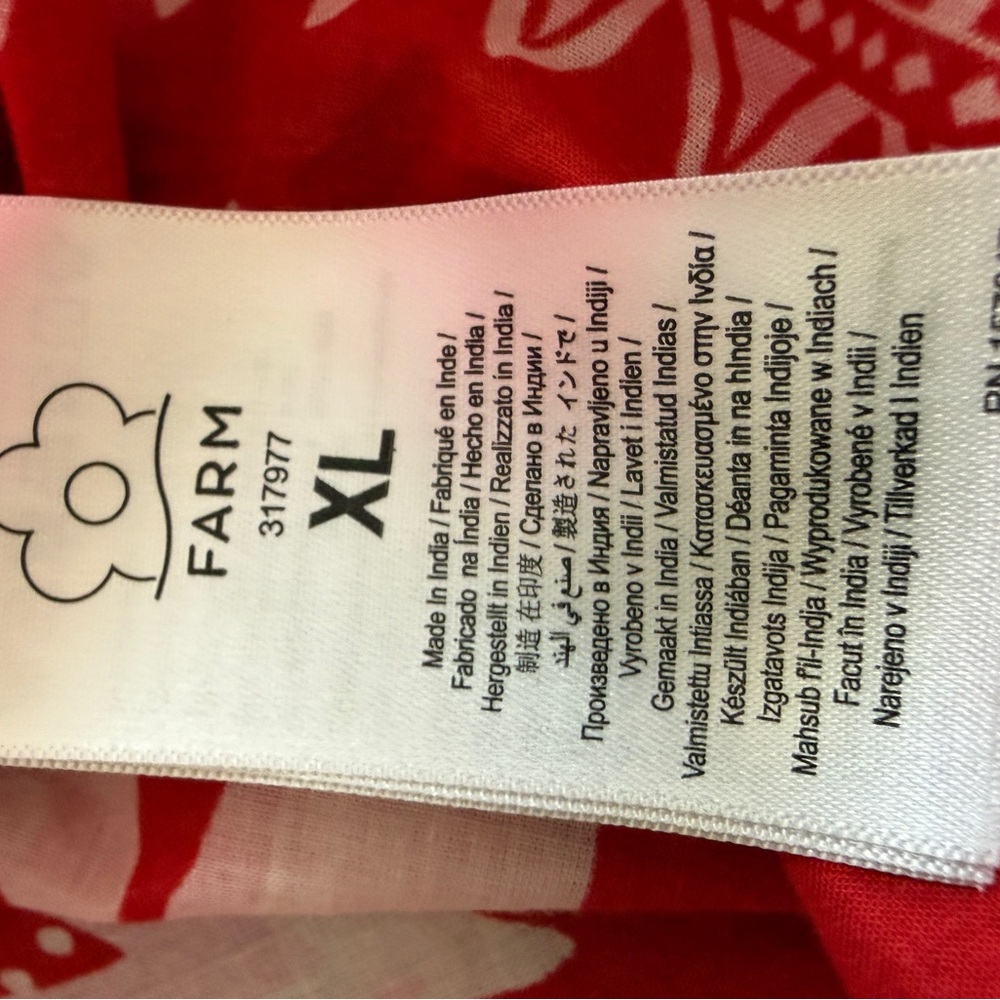 FARM
317977
XL
Made In India / Fabriqué en Inde /
Fabricado na Índia / Hecho en India /
Hergestellt in Indien / Realizzato in India /
制造 在印度 / Сделано в Индии /
صنع في الهند / 製造された インドで /
Произведено в Индия / Napravljeno u Indiji /
Vyrobeno v Indii / Lavet i Indien /
Gemaakt in India / Valmistatud Indias /
Valmistettu Intiassa / Κατασκευασμένο στην Ινδία /
Készült Indiában / Déanta in na hIndia /
Izgatavots Indija / Pagaminta Indijoje /
Mahsub f'il-Indja / Wyprodukowane w Indiach /
Facut în India / Vyrobené v Indii /
Narejeno v Indiji / Tillverkad I Indien
RN